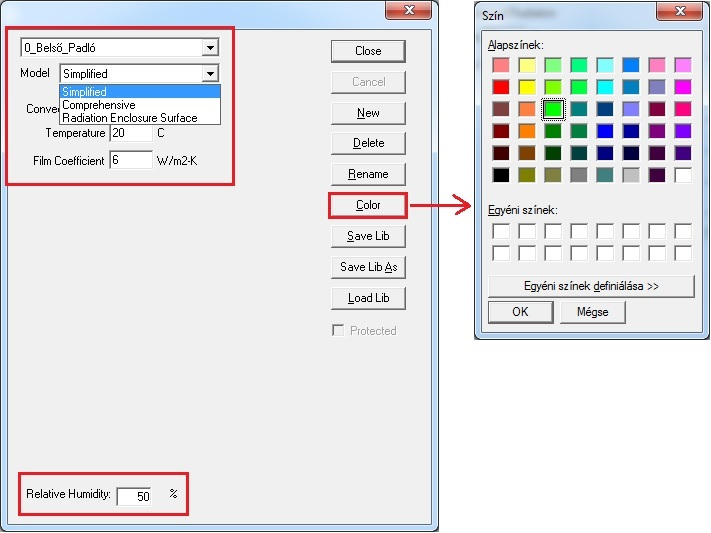 0_Belső_Padló
Model Simplified
Simplified
Comprehensive
Radiation Enclosure Surface
Conve
Temperature 20 C
Film Coefficient 6 W/m2-K
Close
Cancel
New
Delete
Rename
Color
Save Lib
Save Lib As
Load Lib
Protected
Relative Humidity: 50 %
Szín
Alapszínek:
Egyéni színek:
Egyéni színek definiálása >>
OK Mégse